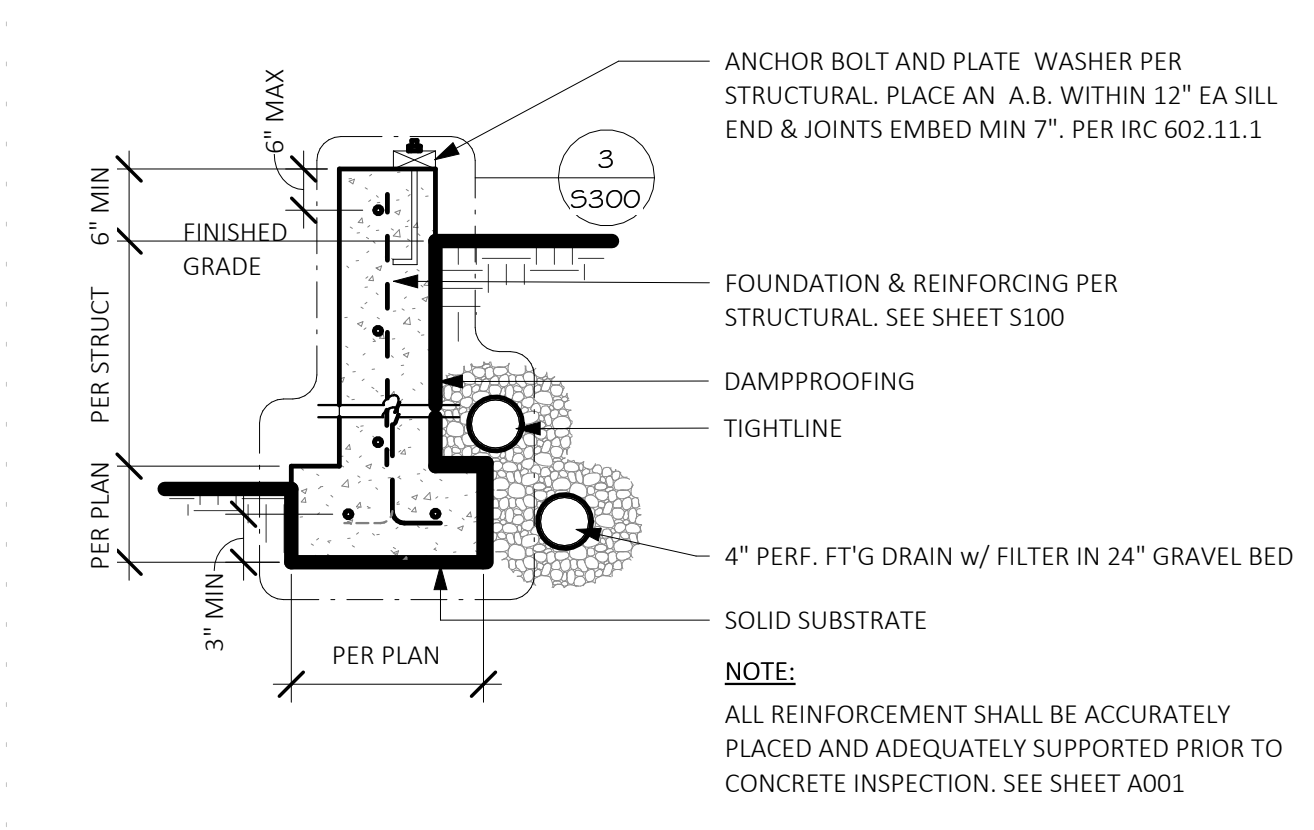 6" MAX
6" MIN
FINISHED
GRADE
PER STRUCT
PER PLAN
3" MIN
PER PLAN
3
S300
ANCHOR BOLT AND PLATE WASHER PER
STRUCTURAL. PLACE AN A.B. WITHIN 12" EA SILL
END & JOINTS EMBED MIN 7". PER IRC 602.11.1
FOUNDATION & REINFORCING PER
STRUCTURAL. SEE SHEET S100
DAMPPROOFING
TIGHTLINE
4" PERF. FT'G DRAIN w/ FILTER IN 24" GRAVEL BED
SOLID SUBSTRATE
NOTE:
ALL REINFORCEMENT SHALL BE ACCURATELY
PLACED AND ADEQUATELY SUPPORTED PRIOR TO
CONCRETE INSPECTION. SEE SHEET A001